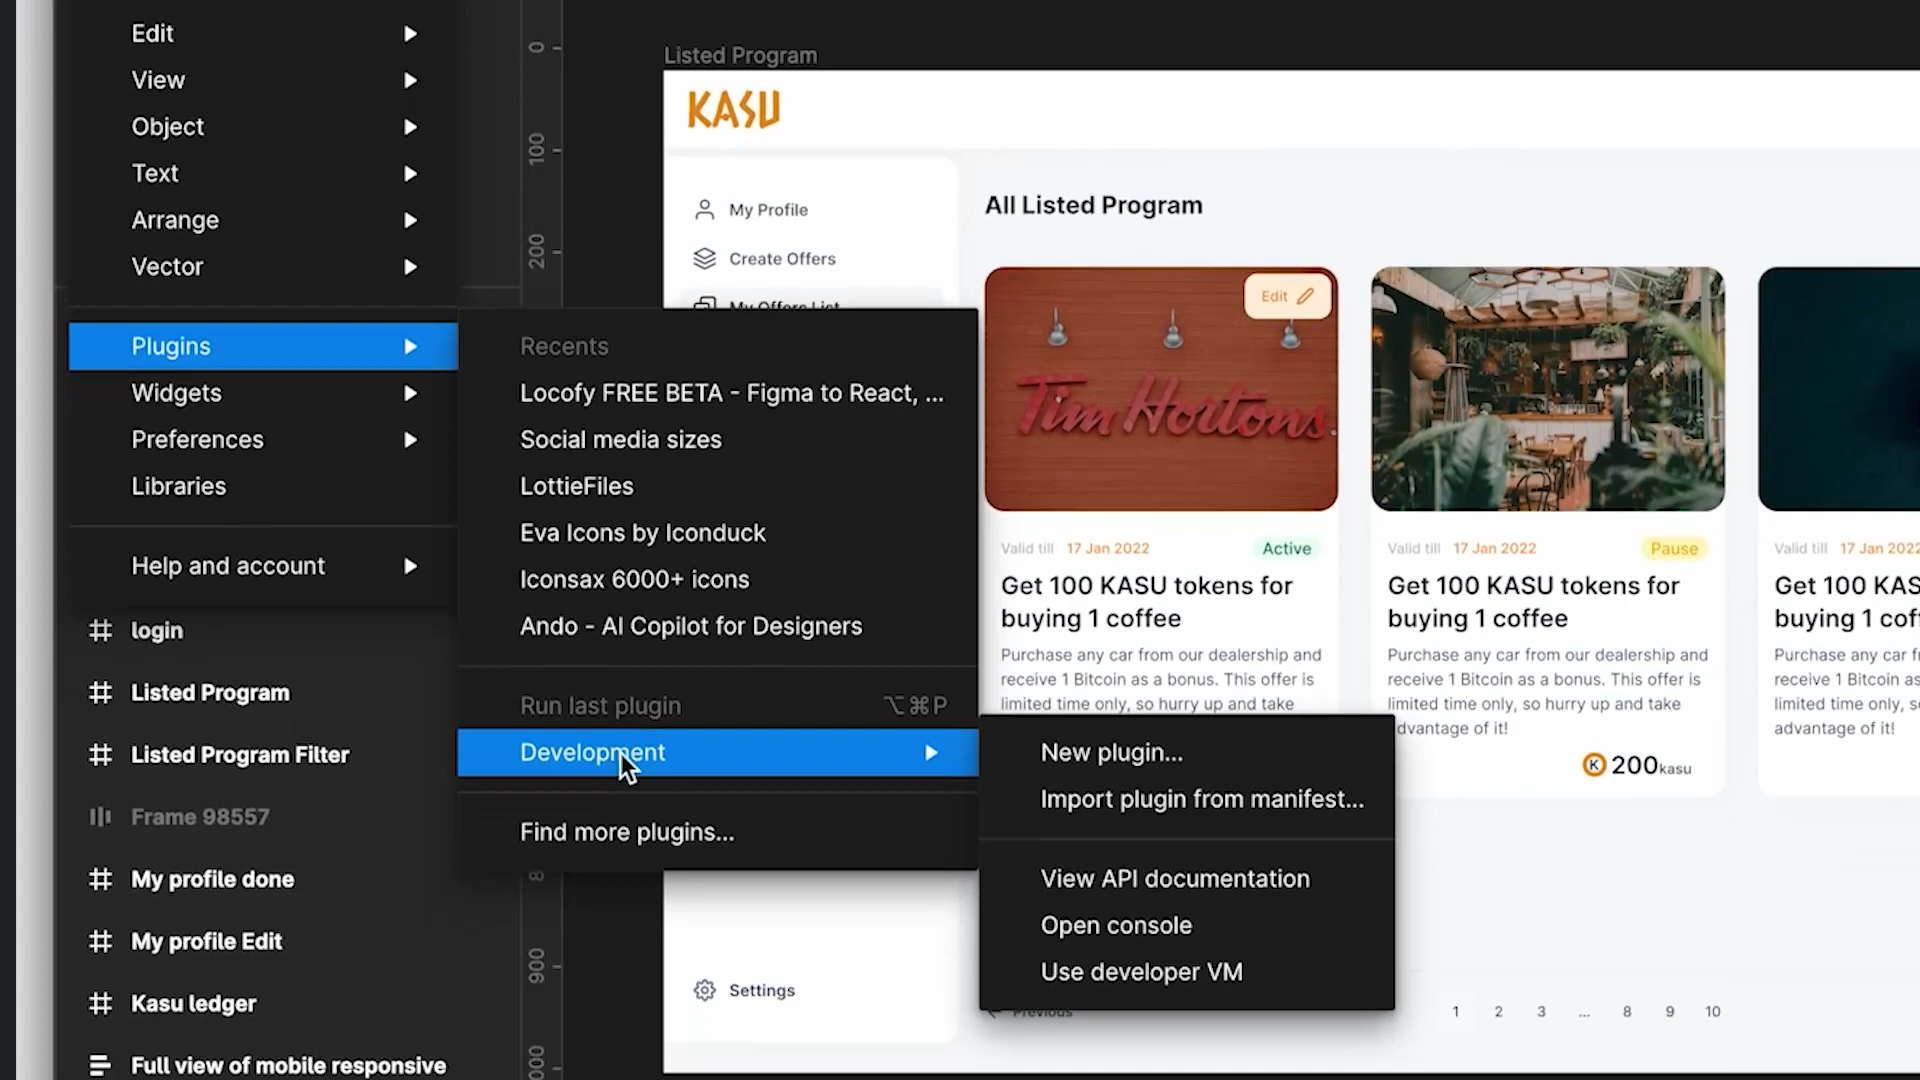 Edit
View
Object
Text
Arrange
Vector
Plugins
Widgets
Preferences
Libraries
Help and account
login
Listed Program
Listed Program Filter
Frame 98557
My profile done
My profile Edit
Kasu ledger
Full view of mobile responsive
Recents
Locofy FREE BETA - Figma to React, ...
Social media sizes
LottieFiles
Eva Icons by Iconduck
Iconsax 6000+ icons
Ando - AI Copilot for Designers
Run last plugin ⌥⌘P
Development
Find more plugins...
New plugin...
Import plugin from manifest...
View API documentation
Open console
Use developer VM
0
100
200
900
Listed Program
KASU
My Profile
Create Offers
My Offers List
Settings
All Listed Program
Edit
Tim Hortons.
Valid till 17 Jan 2022 Active
Get 100 KASU tokens for
buying 1 coffee
Purchase any car from our dealership and
receive 1 Bitcoin as a bonus. This offer is
limited time only, so hurry up and take
Valid till 17 Jan 2022 Pause
Get 100 KASU tokens for
buying 1 coffee
Purchase any car from our dealership and
receive 1 Bitcoin as a bonus. This offer is
limited time only, so hurry up and take
dvantage of it!
K 200kasu
Valid till 17 Jan 2022
Get 100 KASU
buying 1 cof
Purchase any car f
receive 1 Bitcoin as
limited time only, s
advantage of it!
Previous
1 2 3 ... 8 9 10